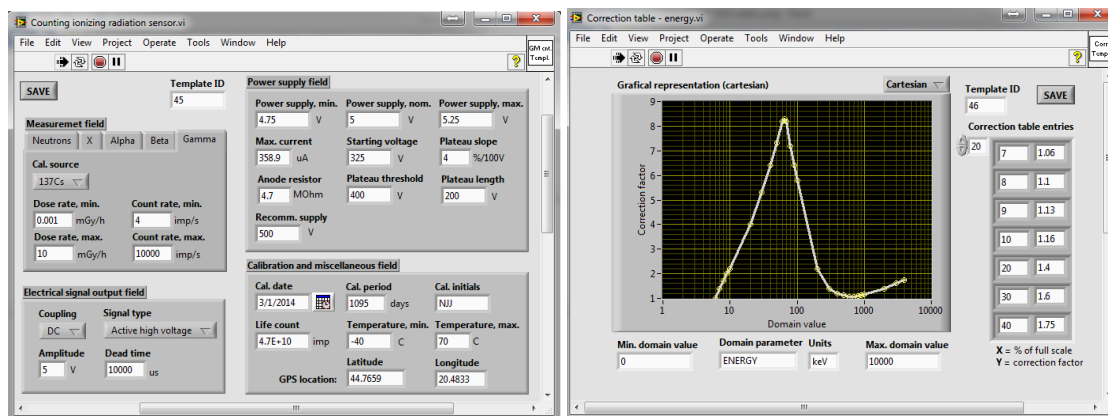 Counting ionizing radiation sensor.vi
File Edit View Project Operate Tools Window Help
GM cnt.
Templ.
SAVE
Template ID
45
Measuremet field
Neutrons X Alpha Beta Gamma
Cal. source
137Cs
Dose rate, min. Count rate, min.
0.001 mGy/h 4 imp/s
Dose rate, max. Count rate, max.
10 mGy/h 10000 imp/s
Electrical signal output field
Coupling Signal type
DC Active high voltage
Amplitude Dead time
5 V 10000 us
Power supply field
Power supply, min. Power supply, nom. Power supply, max.
4.75 V 5 V 5.25 V
Max. current Starting voltage Plateau slope
358.9 uA 325 V 4 %/100V
Anode resistor Plateau threshold Plateau length
4.7 MOhm 400 V 200 V
Recomm. supply
500 V
Calibration and miscellaneous field
Cal. date Cal. period Cal. initials
3/1/2014 1095 days NJJ
Life count Temperature, min. Temperature, max.
4.7E+10 imp -40 C 70 C
Latitude Longitude
GPS location: 44.7659 20.4833
Correction table - energy.vi
File Edit View Project Operate Tools Window Help
Corr
Temp
Grafical representation (cartesian) Cartesian
9
8
7
6
5
4
3
2
1
Correction factor
1 10 100 1000 10000
Domain value
Min. domain value Domain parameter Units Max. domain value
0 ENERGY keV 10000
Template ID
46
SAVE
Correction table entries
20
7 1.06
8 1.1
9 1.13
10 1.16
20 1.4
30 1.6
40 1.75
X = % of full scale
Y = correction factor